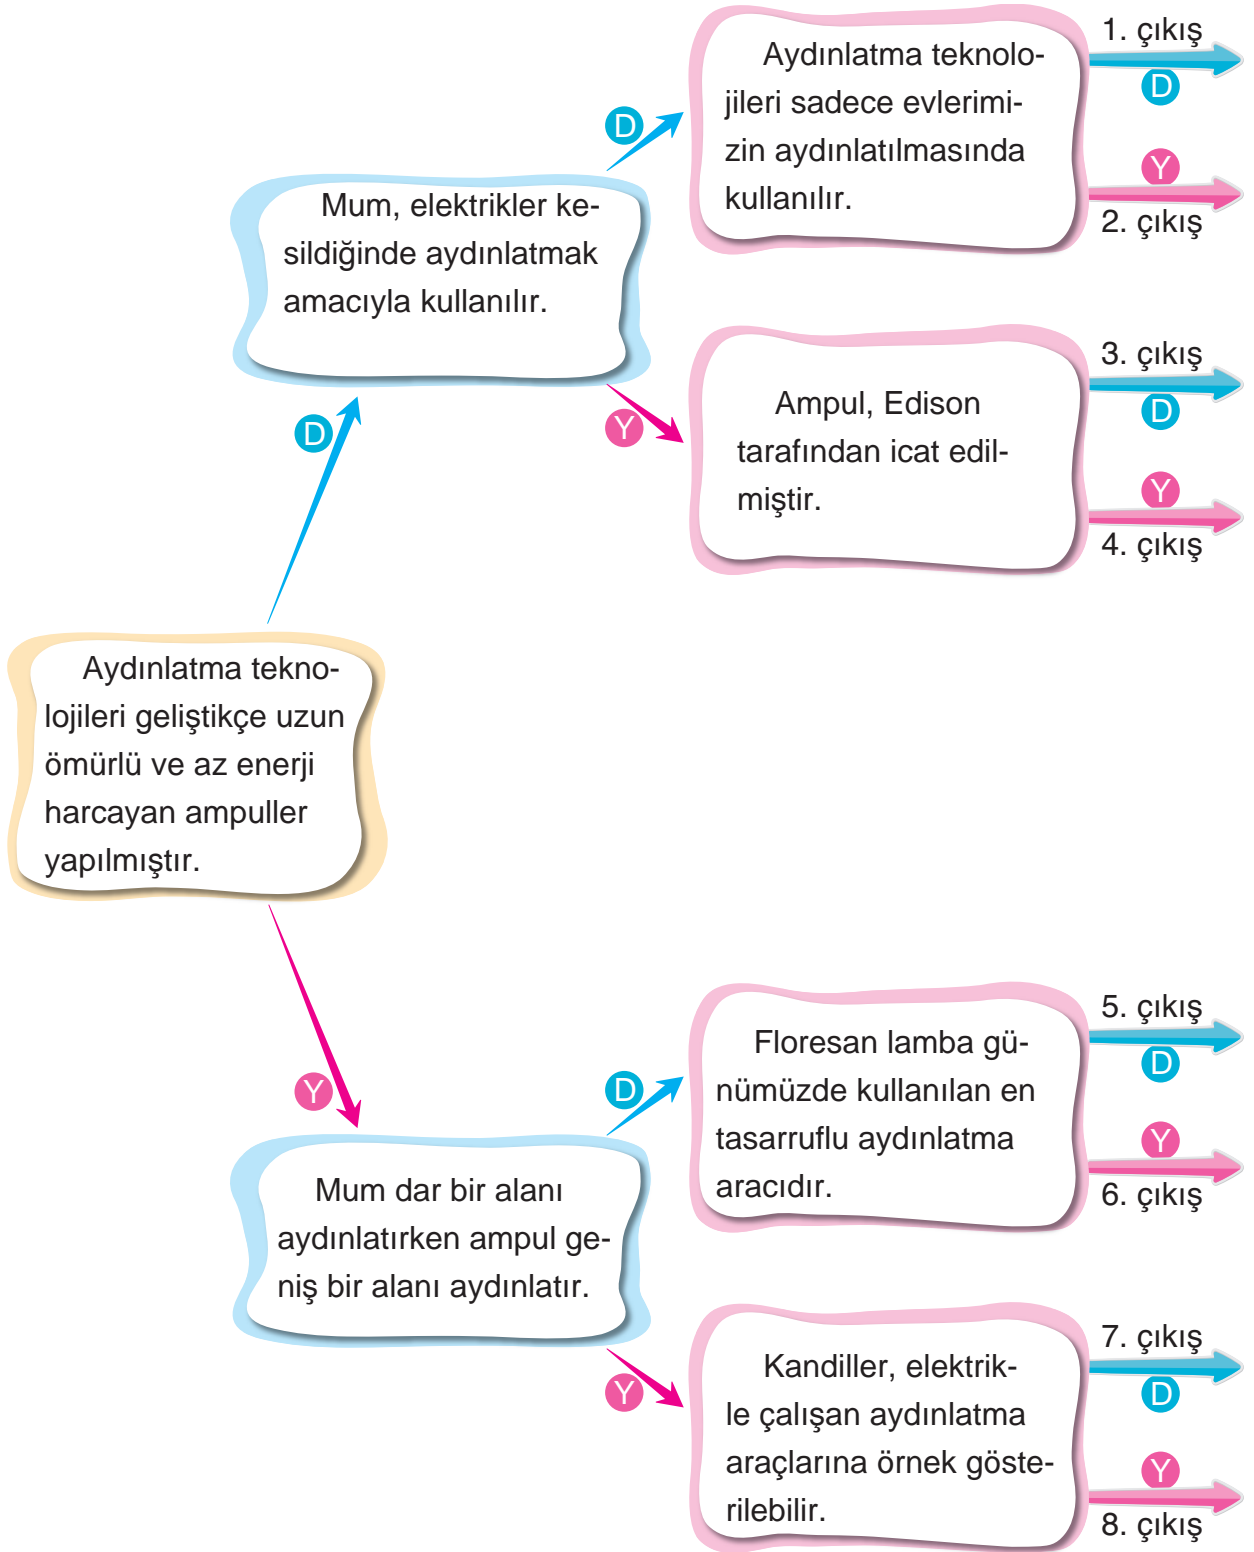 Aydınlatma tekno-
lojileri geliştikçe uzun
ömürlü ve az enerji
harcayan ampuller
yapılmıştır.
D
Y
Mum, elektrikler ke-
sildiğinde aydınlatmak
amacıyla kullanılır.
D
Y
Aydınlatma teknolo-
jileri sadece evlerimi-
zin aydınlatılmasında
kullanılır.
1. çıkış
D
Y
2. çıkış
Ampul, Edison
tarafından icat edil-
miştir.
3. çıkış
D
Y
4. çıkış
Mum dar bir alanı
aydınlatırken ampul ge-
niş bir alanı aydınlatır.
D
Y
Floresan lamba gü-
nümüzde kullanılan en
tasarruflu aydınlatma
aracıdır.
5. çıkış
D
Y
6. çıkış
Kandiller, elektrik-
le çalışan aydınlatma
araçlarına örnek göste-
rilebilir.
7. çıkış
D
Y
8. çıkış